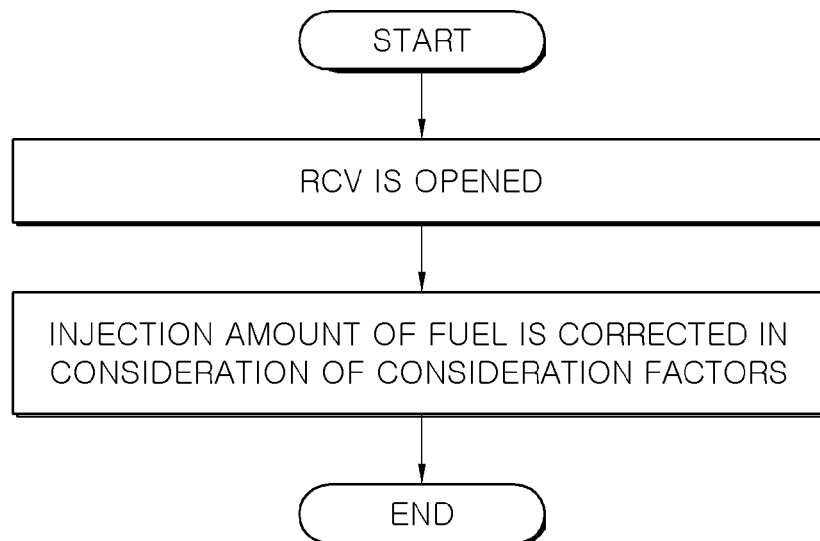 START
RCV IS OPENED
INJECTION AMOUNT OF FUEL IS CORRECTED IN
CONSIDERATION OF CONSIDERATION FACTORS
END